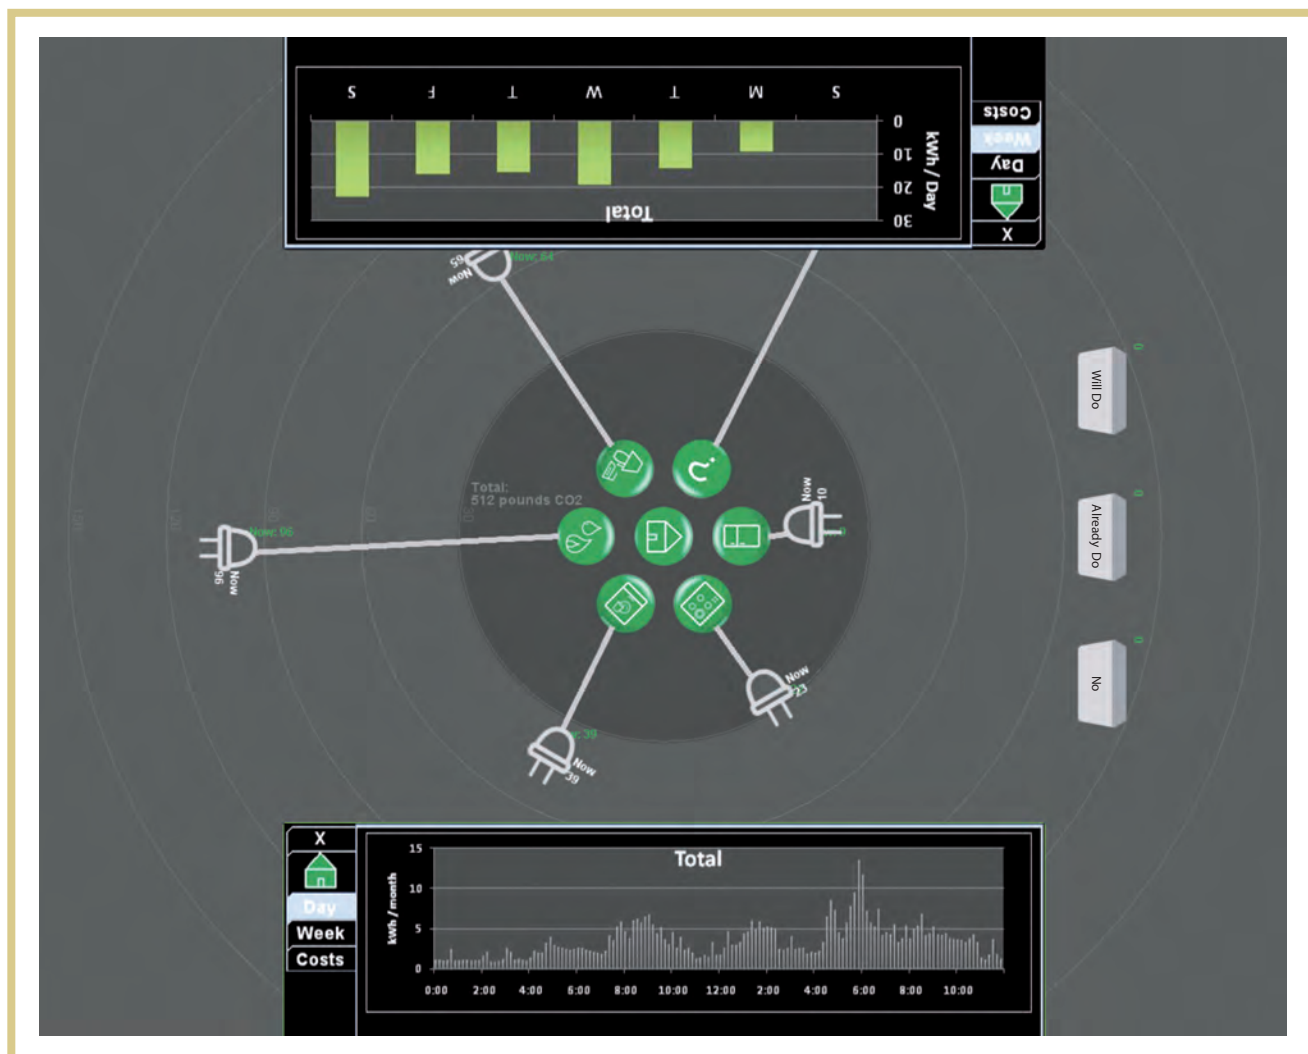 S F T W T M S
0
10
20
30
kWh / Day
Total
Costs
Week
Day
X
Now: 64
Now
65
Total:
512 pounds CO2
Now: 96
Now
96
Now
10
Now
23
39
Now
39
0
Will Do
0
Already Do
0
No
X
Day
Week
Costs
Total
kWh / month
15
10
5
0
0:00 2:00 4:00 6:00 8:00 10:00 12:00 2:00 4:00 6:00 8:00 10:00